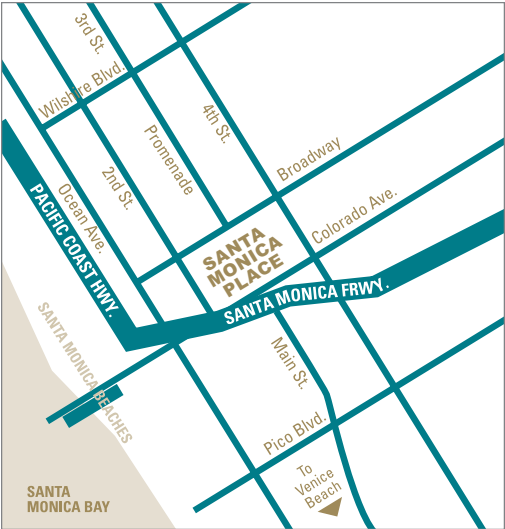 3rd St.
Wilshire Blvd.
4th St.
Promenade
Broadway
2nd St.
Ocean Ave.
PACIFIC COAST HWY.
Colorado Ave.
SANTA
MONICA
PLACE
SANTA MONICA FRWY.
SANTA MONICA BEACHES
Main St.
Pico Blvd.
To
Venice
Beach
SANTA
MONICA BAY